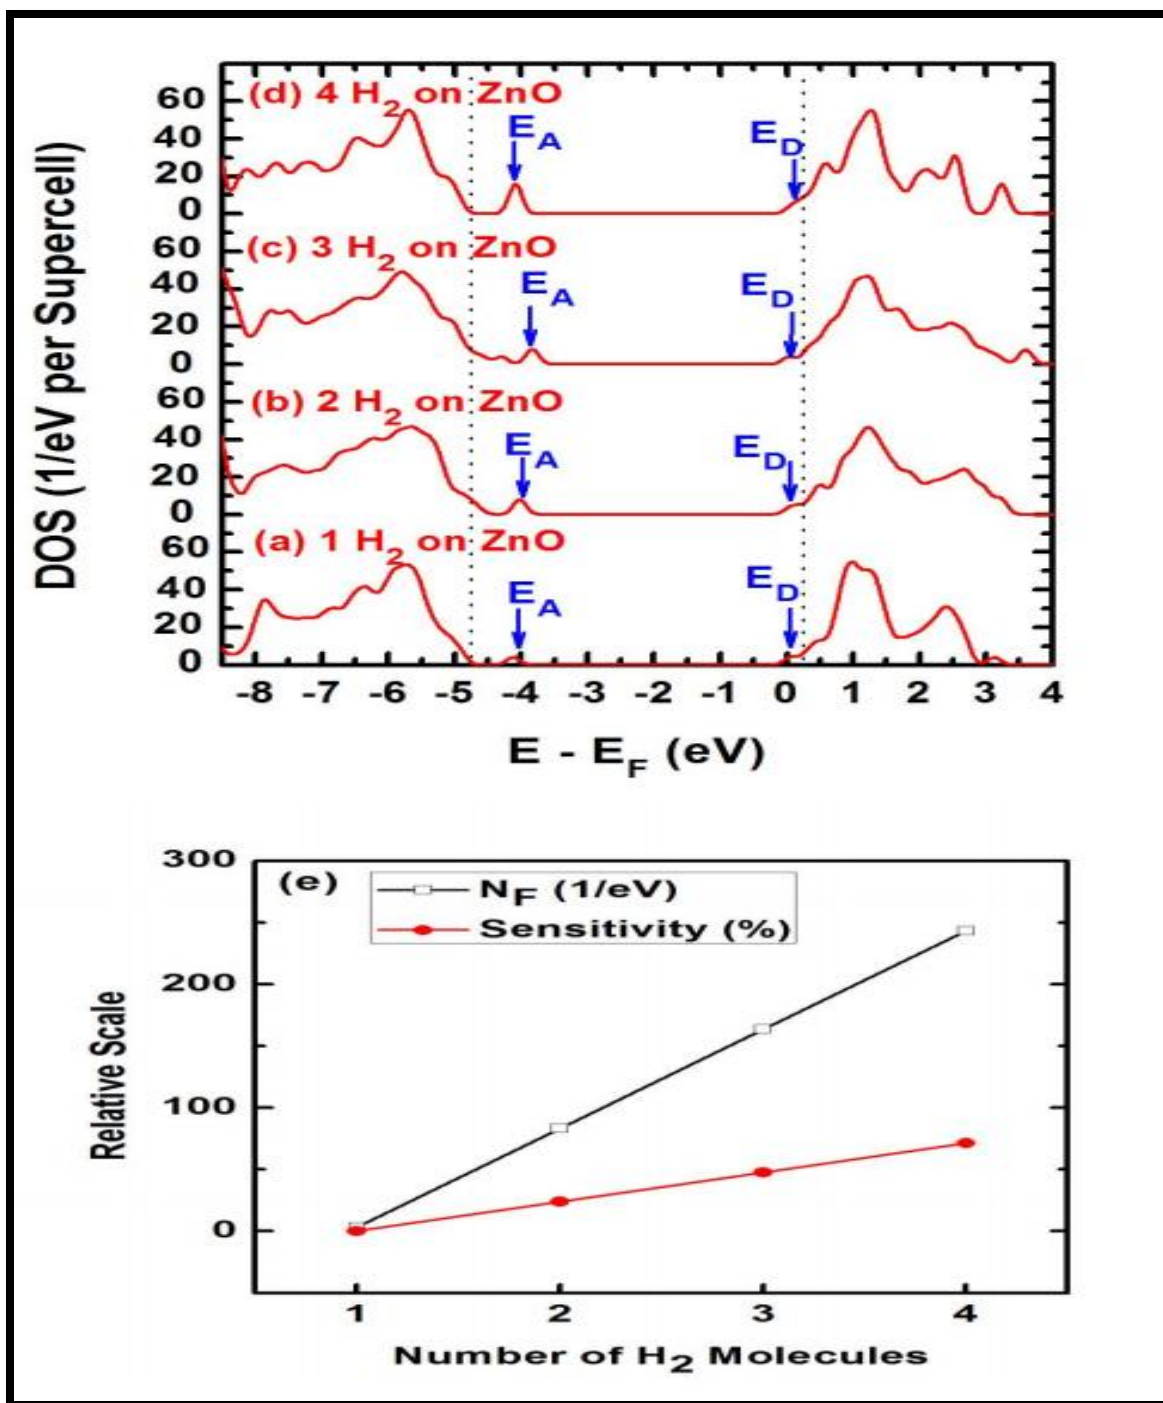 (d) 4 H2 on ZnO
EA
ED
60
40
20
0
(c) 3 H2 on ZnO
EA
ED
60
40
20
0
(b) 2 H2 on ZnO
EA
ED
60
40
20
0
(a) 1 H2 on ZnO
EA
ED
60
40
20
0
DOS (1/eV per Supercell)
-8 -7 -6 -5 -4 -3 -2 -1 0 1 2 3 4
E - EF (eV)
(e)
NF (1/eV)
Sensitivity (%)
300
200
100
0
Relative Scale
1 2 3 4
Number of H2 Molecules